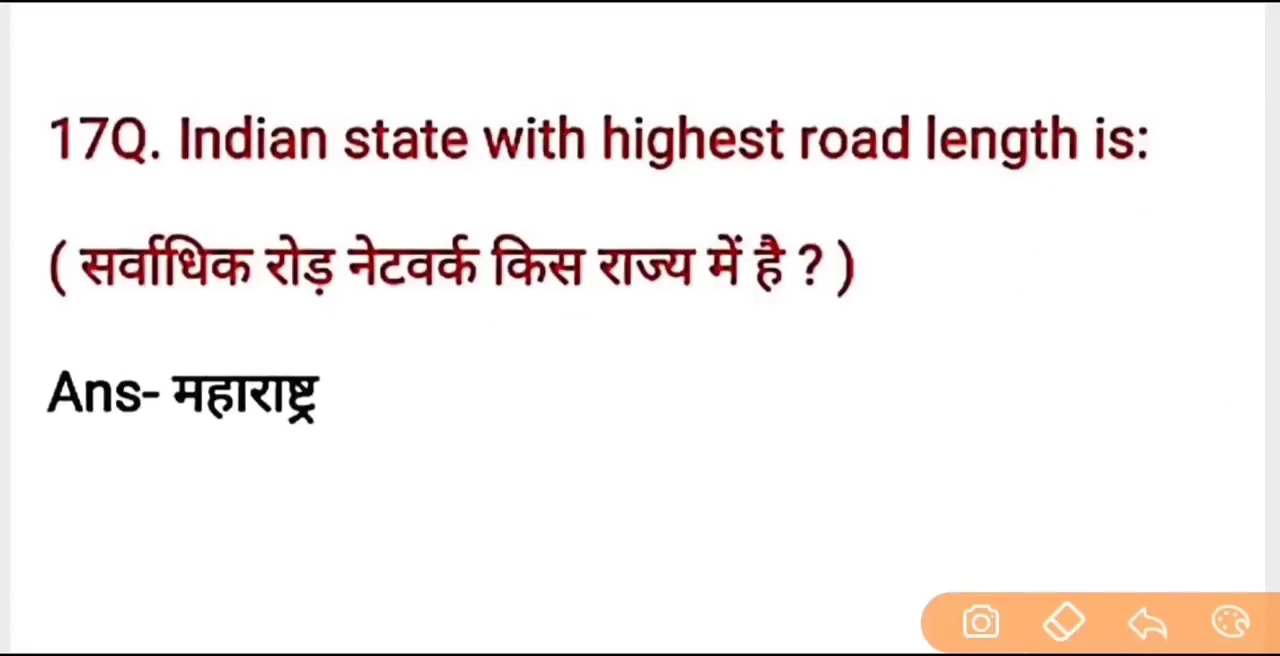 17Q. Indian state with highest road length is:
( सर्वाधिक रोड़ नेटवर्क किस राज्य में है ? )
Ans- महाराष्ट्र